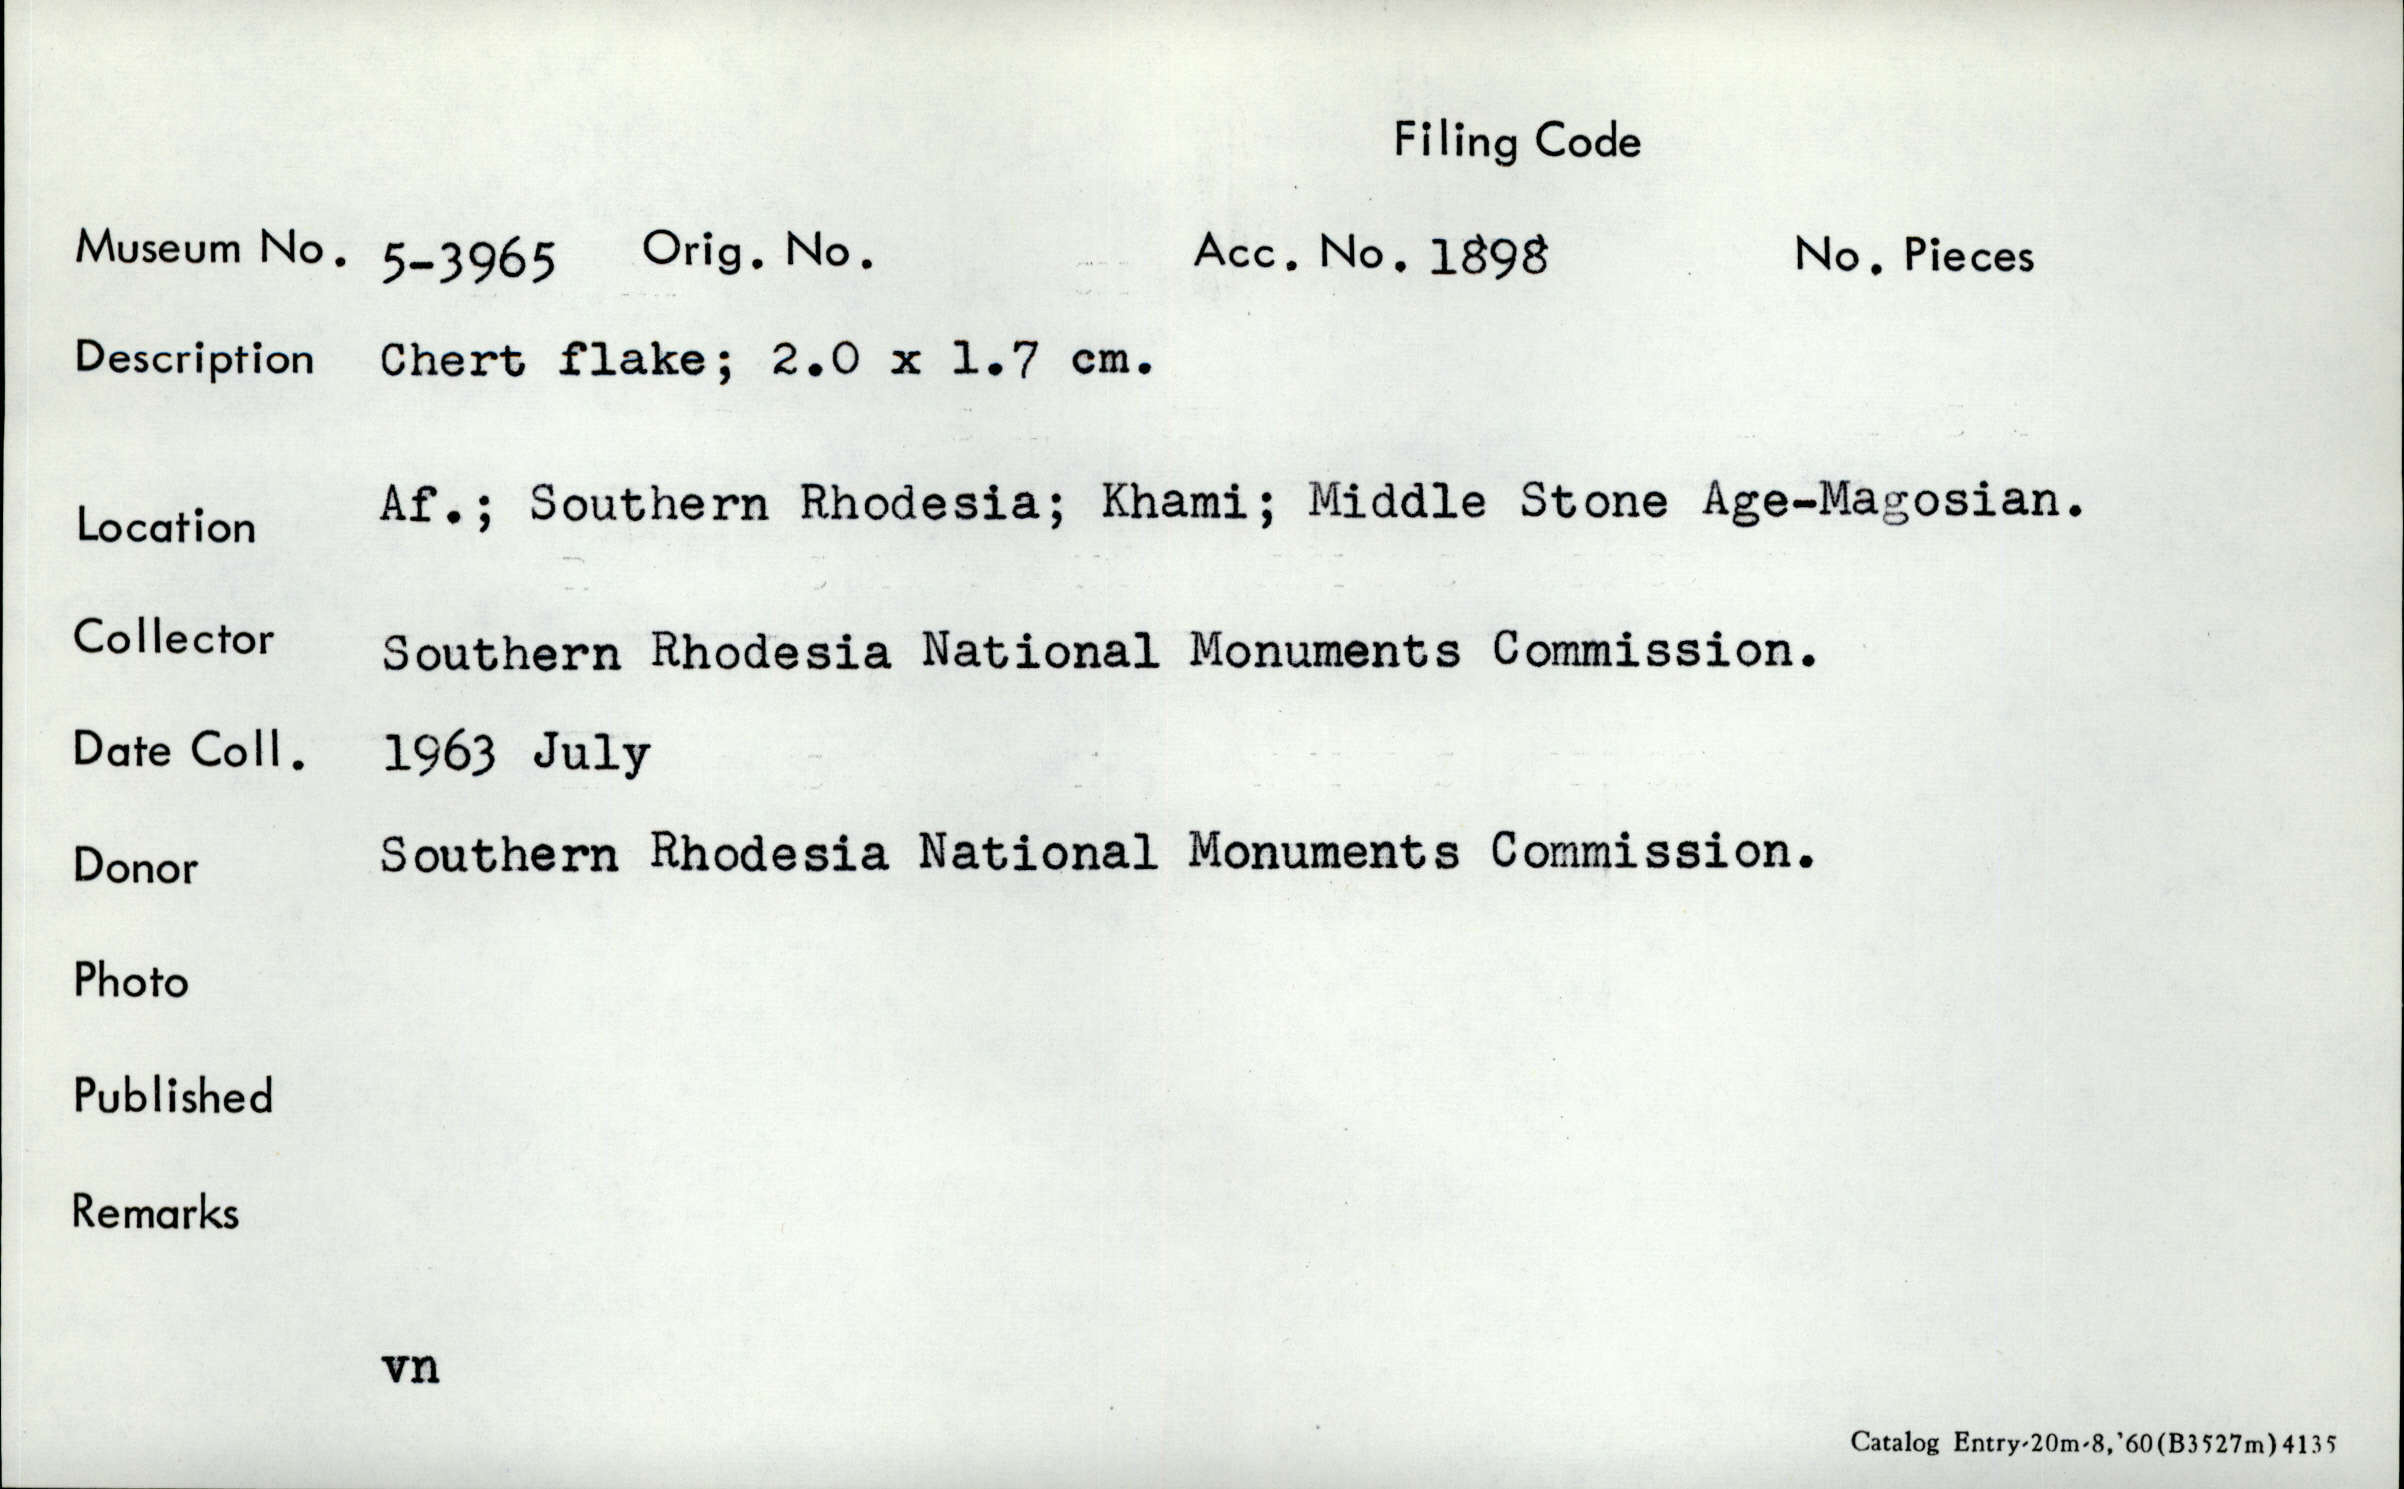 Filing Code
Museum No. 5-3965 Orig. No. Acc. No. 1898 No. Pieces
Description Chert flake; 2.0 x 1.7 cm.
Location Af.; Southern Rhodesia; Khami; Middle Stone Age-Magosian.
Collector Southern Rhodesia National Monuments Commission.
Date Coll. 1963 July
Donor Southern Rhodesia National Monuments Commission.
Photo
Published
Remarks
vn
Catalog Entry-20m-8,'60(B3527m)4135